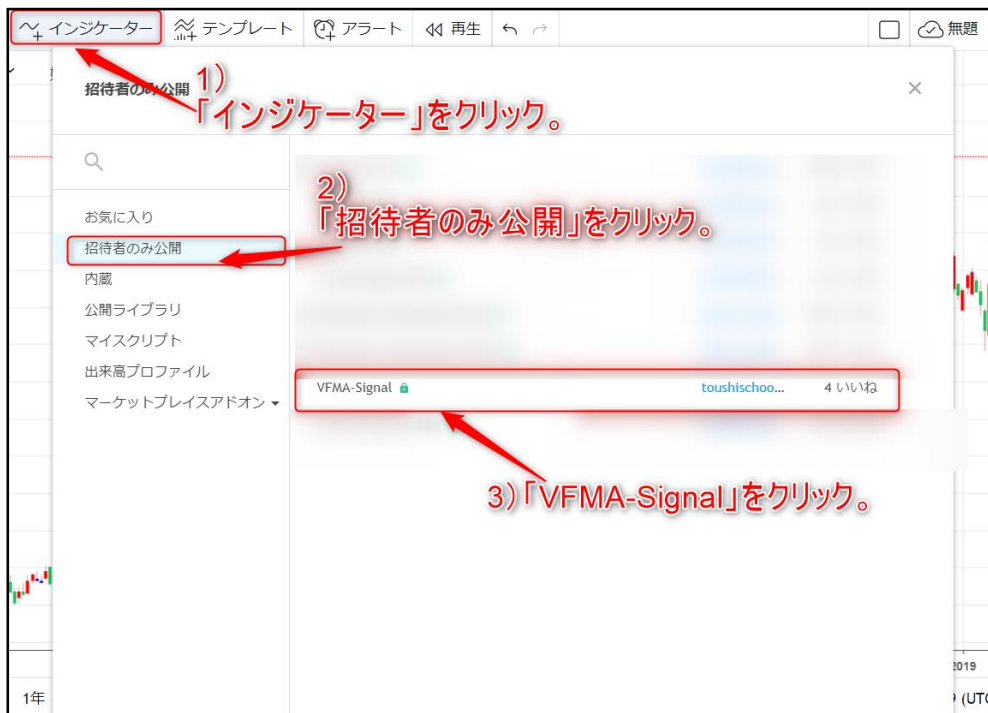 インジケーター テンプレート アラート 再生 無題
招待者のみ公開
1)
「インジケーター」をクリック。
2)
「招待者のみ公開」をクリック。
お気に入り
招待者のみ公開
内蔵
公開ライブラリ
マイスクリプト
出来高プロファイル
マーケットプレイスアドオン
VFMA-Signal toushischoo... 4 いいね
3)「VFMA-Signal」をクリック。
2019
1年 (UTC